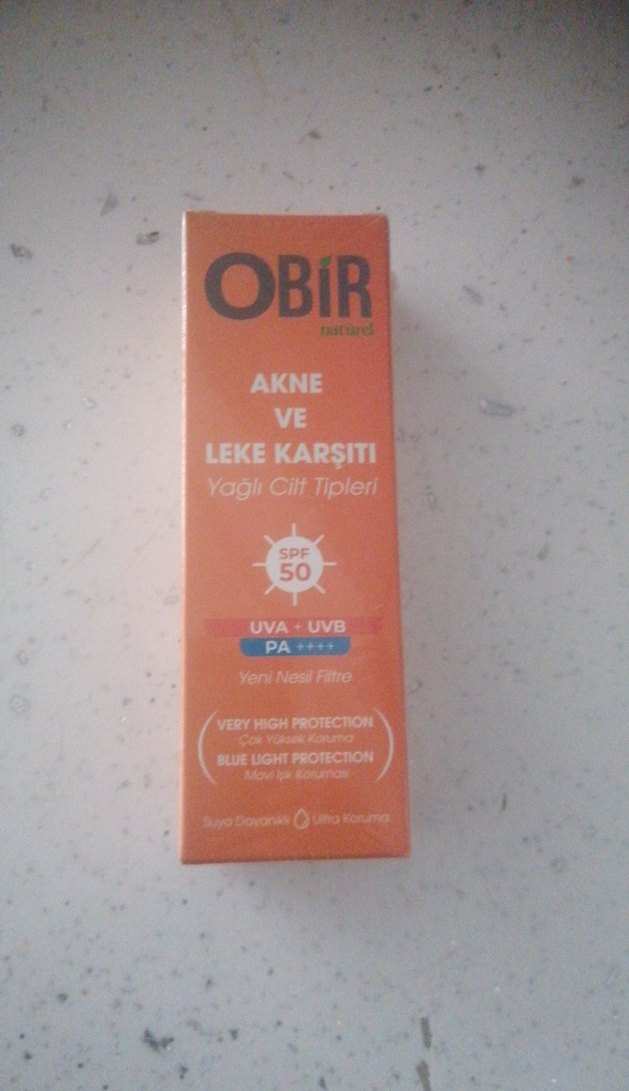 OBİR
naturel
AKNE
VE
LEKE KARŞITI
Yağlı Cilt Tipleri
SPF
50
UVA + UVB
PA ++++
Yeni Nesil Filtre
VERY HIGH PROTECTION
Çok Yüksek Koruma
BLUE LIGHT PROTECTION
Mavi Işık Koruması
Suya Dayanıklı Ultra Koruma